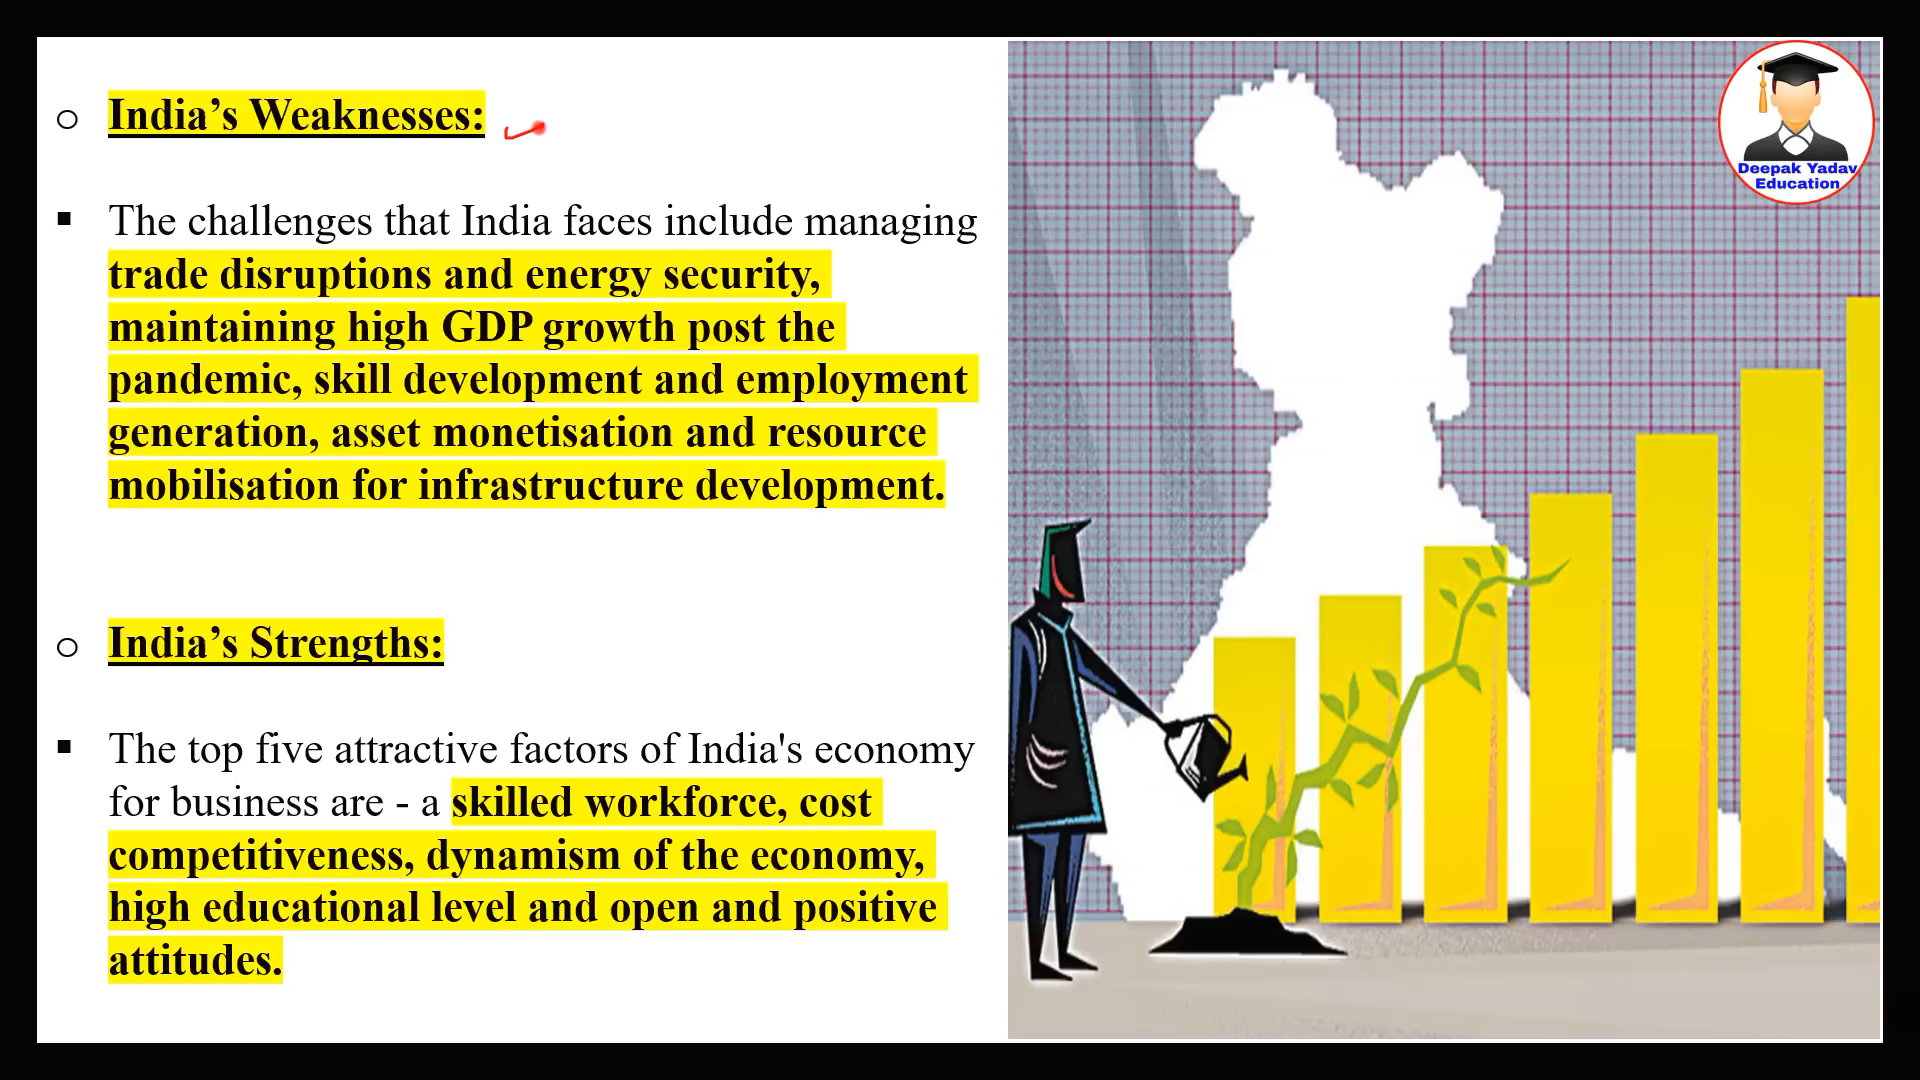 India’s Weaknesses:
The challenges that India faces include managing
trade disruptions and energy security,
maintaining high GDP growth post the
pandemic, skill development and employment
generation, asset monetisation and resource
mobilisation for infrastructure development.
India’s Strengths:
The top five attractive factors of India's economy
for business are - a skilled workforce, cost
competitiveness, dynamism of the economy,
high educational level and open and positive
attitudes.
Deepak Yadav
Education